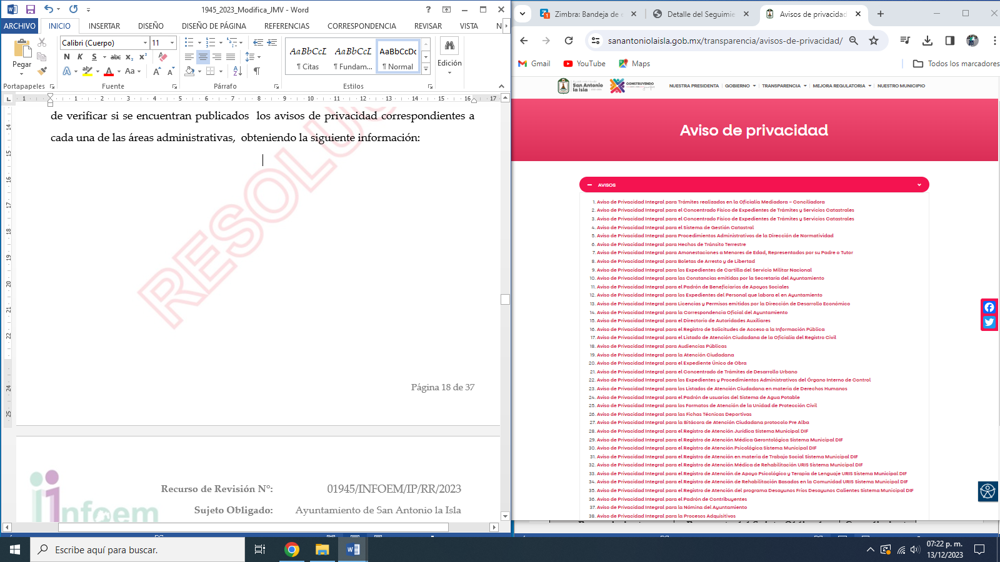 1945_2023_Modifica_JMV - Word
ARCHIVO INICIO INSERTAR DISEÑO DISEÑO DE PÁGINA REFERENCIAS CORRESPONDENCIA REVISAR VISTA N
Pegar
Calibri (Cuerpo) 11
N K S abc x₂ x²
A A Aa A A
AaBbCcL AaBbCcL AaBbCcDc
¶ Citas ¶ Fundam... ¶ Normal
Edición
Portapapeles Fuente Párrafo Estilos
1 1 2 3 4 5 6 7 8 9 10 11 12 13 14 15 16 17
14 15 16 17 18 19 20 21 22 24 25
de verificar si se encuentran publicados los avisos de privacidad correspondientes a
cada una de las áreas administrativas, obteniendo la siguiente información:
RESOLUC
Página 18 de 37
infoem
Recurso de Revisión N°: 01945/INFOEM/IP/RR/2023
Sujeto Obligado: Ayuntamiento de San Antonio la Isla
Zimbra: Bandeja de e
Detalle del Seguimie
Avisos de privacidad
sanantoniolaisla.gob.mx/transparencia/avisos-de-privacidad/
Gmail YouTube Maps Todos los marcadores
San Antonio
la Isla
CONSTRUYENDO
NUESTRA PRESIDENTA GOBIERNO TRANSPARENCIA MEJORA REGULATORIA NUESTRO MUNICIPIO
Aviso de privacidad
AVISOS
1. Aviso de Privacidad Integral para Trámites realizados en la Oficialía Mediadora – Conciliadora
2. Aviso de Privacidad Integral para el Concentrado Físico de Expedientes de Trámites y Servicios Catastrales
3. Aviso de Privacidad Integral para el Concentrado Físico de Expedientes de Trámites y Servicios Catastrales
4. Aviso de Privacidad Integral para el Sistema de Gestión Catastral
5. Aviso de Privacidad Integral para Procedimientos Administrativos de la Dirección de Normatividad
6. Aviso de Privacidad Integral para Hechos de Tránsito Terrestre
7. Aviso de Privacidad Integral para Amonestaciones a Menores de Edad, Representados por su Padre o Tutor
8. Aviso de Privacidad Integral para Boletas de Arresto y de Libertad
9. Aviso de Privacidad Integral para los Expedientes de Cartilla del Servicio Militar Nacional
10. Aviso de Privacidad Integral para las Constancias emitidas por la Secretaría del Ayuntamiento
11. Aviso de Privacidad Integral para el Padrón de Beneficiarios de Apoyos Sociales
12. Aviso de Privacidad Integral para los Expedientes del Personal que labora el en Ayuntamiento
13. Aviso de Privacidad Integral para Licencias y Permisos emitidos por la Dirección de Desarrollo Económico
14. Aviso de Privacidad Integral para la Correspondencia Oficial del Ayuntamiento
15. Aviso de Privacidad Integral para el Directorio de Autoridades Auxiliares
16. Aviso de Privacidad Integral para el Registro de Solicitudes de Acceso a la Información Pública
17. Aviso de Privacidad Integral para el Listado de Atención Ciudadana de la Oficialía del Registro Civil
18. Aviso de Privacidad Integral para Audiencias Públicas
19. Aviso de Privacidad Integral para la Atención Ciudadana
20. Aviso de Privacidad Integral para el Expediente Único de Obra
21. Aviso de Privacidad Integral para el Concentrado de Trámites de Desarrollo Urbano
22. Aviso de Privacidad Integral para los Expedientes y Procedimientos Administrativos del Órgano Interno de Control
23. Aviso de Privacidad Integral para los Listados de Atención Ciudadana en materia de Derechos Humanos
24. Aviso de Privacidad Integral para el Padrón de usuarios del Sistema de Agua Potable
25. Aviso de Privacidad Integral para los Formatos de Atención de la Unidad de Protección Civil
26. Aviso de Privacidad Integral para las Fichas Técnicas Deportivas
27. Aviso de Privacidad Integral para la Bitácora de Atención Ciudadana protocolo Pre Alba
28. Aviso de Privacidad Integral para el Registro de Atención Jurídica Sistema Municipal DIF
29. Aviso de Privacidad Integral para el Registro de Atención Médica Gerontológica Sistema Municipal DIF
30. Aviso de Privacidad Integral para el Registro de Atención Psicológica Sistema Municipal DIF
31. Aviso de Privacidad Integral para el Registro de Atención en materia de Trabajo Social Sistema Municipal DIF
32. Aviso de Privacidad Integral para el Registro de Atención Médica de Rehabilitación URIS Sistema Municipal DIF
33. Aviso de Privacidad Integral para el Registro de Atención de Apoyo Psicológico y Terapia de Lenguaje URIS Sistema Municipal DIF
34. Aviso de Privacidad Integral para el Registro de Atención de Rehabilitación Basados en la Comunidad URIS Sistema Municipal DIF
35. Aviso de Privacidad Integral para el Registro de Atención del programa Desayunos Fríos Desayunos Calientes Sistema Municipal DIF
36. Aviso de Privacidad Integral para el Padrón de Contribuyentes
37. Aviso de Privacidad Integral para la Nómina del Ayuntamiento
38. Aviso de Privacidad Integral para la Procesos Adquisitivos
Escribe aquí para buscar.
07:22 p. m.
13/12/2023